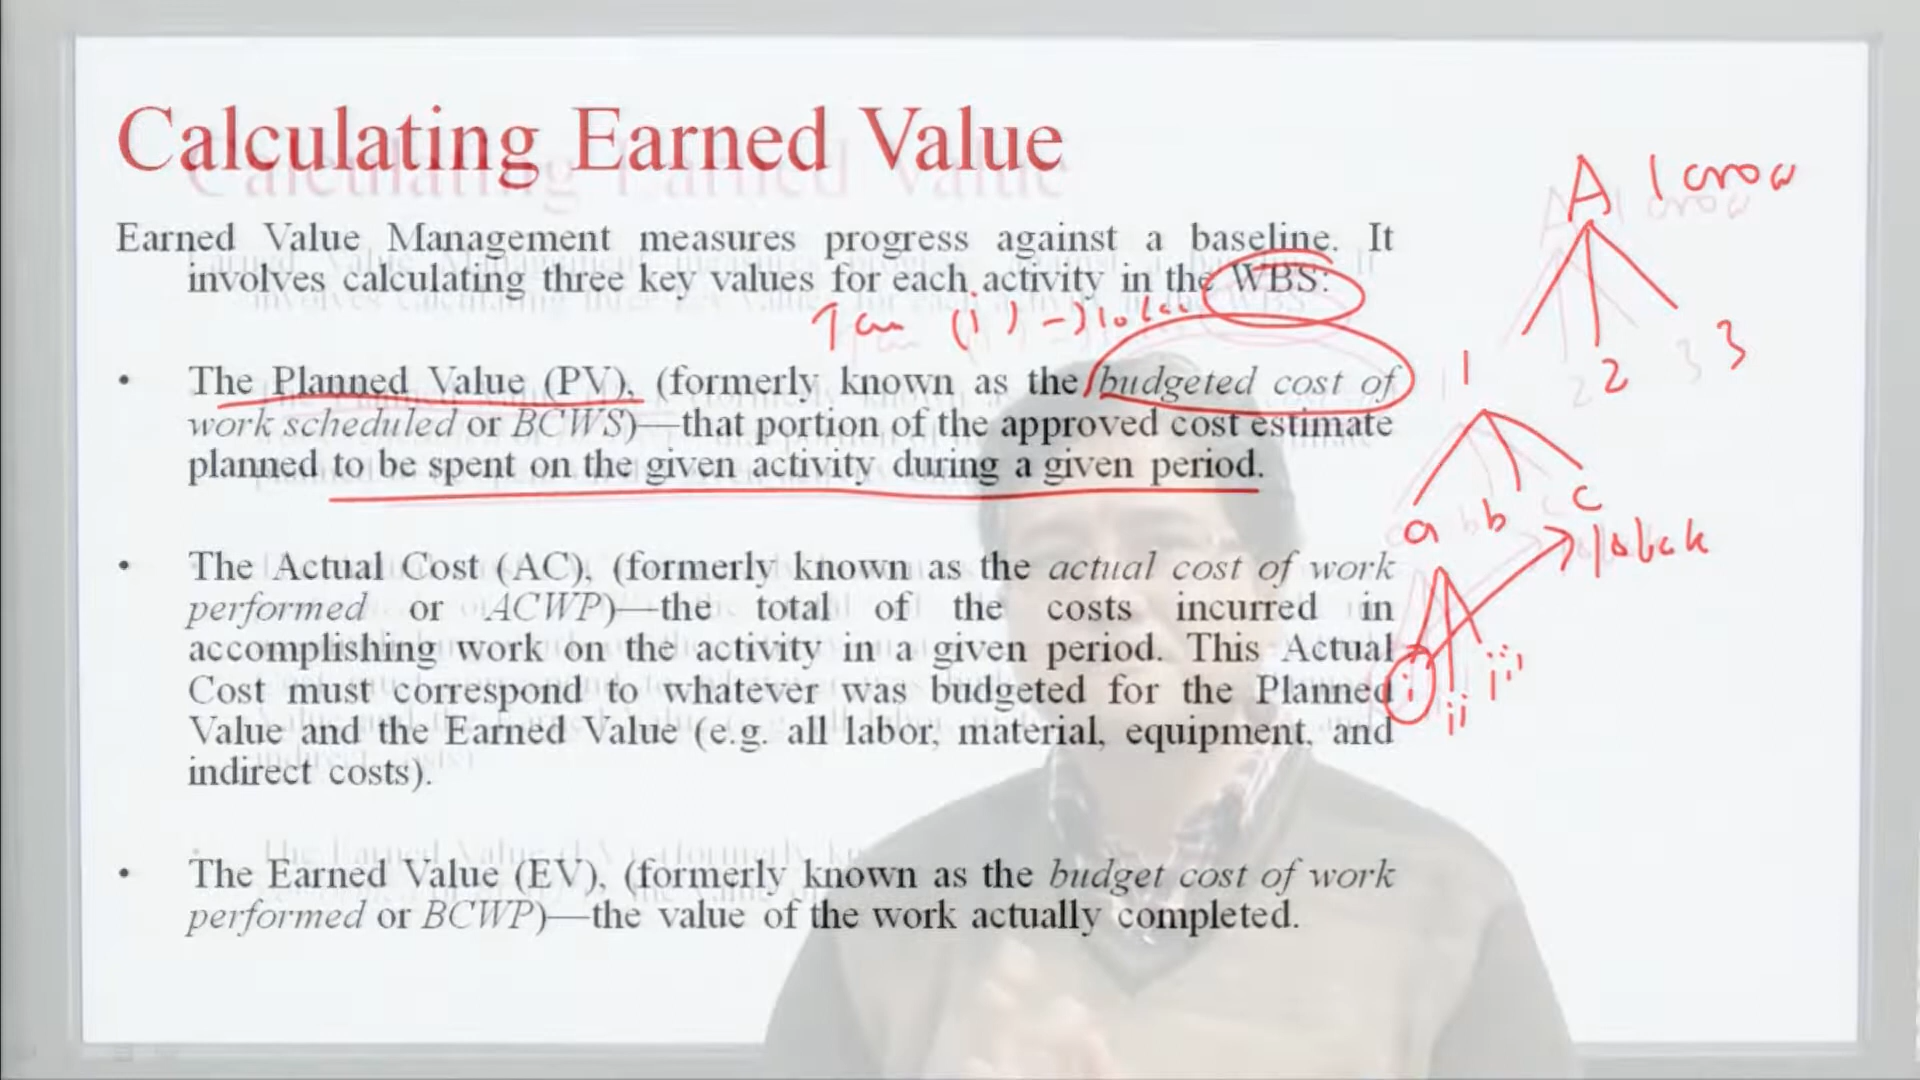 Calculating Earned Value
A 1 crow
Earned Value Management measures progress against a baseline. It
involves calculating three key values for each activity in the WBS:
(i)
1
2
3
• The Planned Value (PV), (formerly known as the budgeted cost of
work scheduled or BCWS)—that portion of the approved cost estimate
planned to be spent on the given activity during a given period.
a b c
• The Actual Cost (AC), (formerly known as the actual cost of work
performed or ACWP)—the total of the costs incurred in
accomplishing work on the activity in a given period. This Actual
Cost must correspond to whatever was budgeted for the Planned
Value and the Earned Value (e.g. all labor, material, equipment, and
indirect costs).
i ii iii
• The Earned Value (EV), (formerly known as the budget cost of work
performed or BCWP)—the value of the work actually completed.